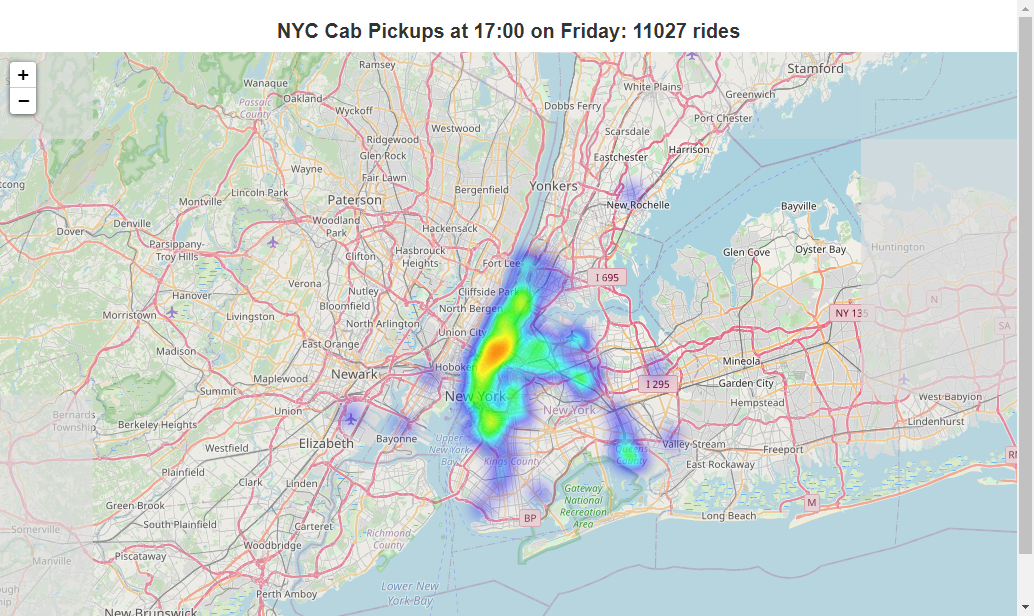 NYC Cab Pickups at 17:00 on Friday: 11027 rides
+
−
Ramsey
Stamford
Wanaque
White Plains
Greenwich
Oakland
Passaic
County
Wyckoff
Dobbs Ferry
Port Chester
Westwood
Scarsdale
Ridgewood
Harrison
Glen Rock
Eastchester
Wayne
Fair Lawn
Yonkers
Lincoln Park
Bergenfield
Paterson
Montville
New Rochelle
Bayville
Denville
Woodland
Park
Hackensack
Dover
Parsippany-
Troy Hills
Hasbrouck
Heights
Clifton
Glen Cove
Oyster Bay
Huntington
Fort Lee
I 695
Verona
Nutley
Cliffside Park
Hanover
Bloomfield
North Bergen
N
Morristown
Livingston
North Arlington
Union City
NY 135
SA
East Orange
Madison
Mineola
Newark
Hoboken
Maplewood
I 295
Garden City
Summit
New York
Hempstead
West Babylon
Union
New York
Bernards
Township
Berkeley Heights
Lindenhurst
Elizabeth
Bayonne
Upper
New York
Bay
Valley Stream
Freeport
Westfield
Queens
County
Kings County
East Rockaway
Plainfield
Clark
Linden
Gateway
National
Recreation
Area
Green Brook
M
South Plainfield
Carteret
BP
Long Beach
Somerville
Richmond
County
Woodbridge
Piscataway
Manville
Lower New
York Bay
Perth Amboy
New Brunswick